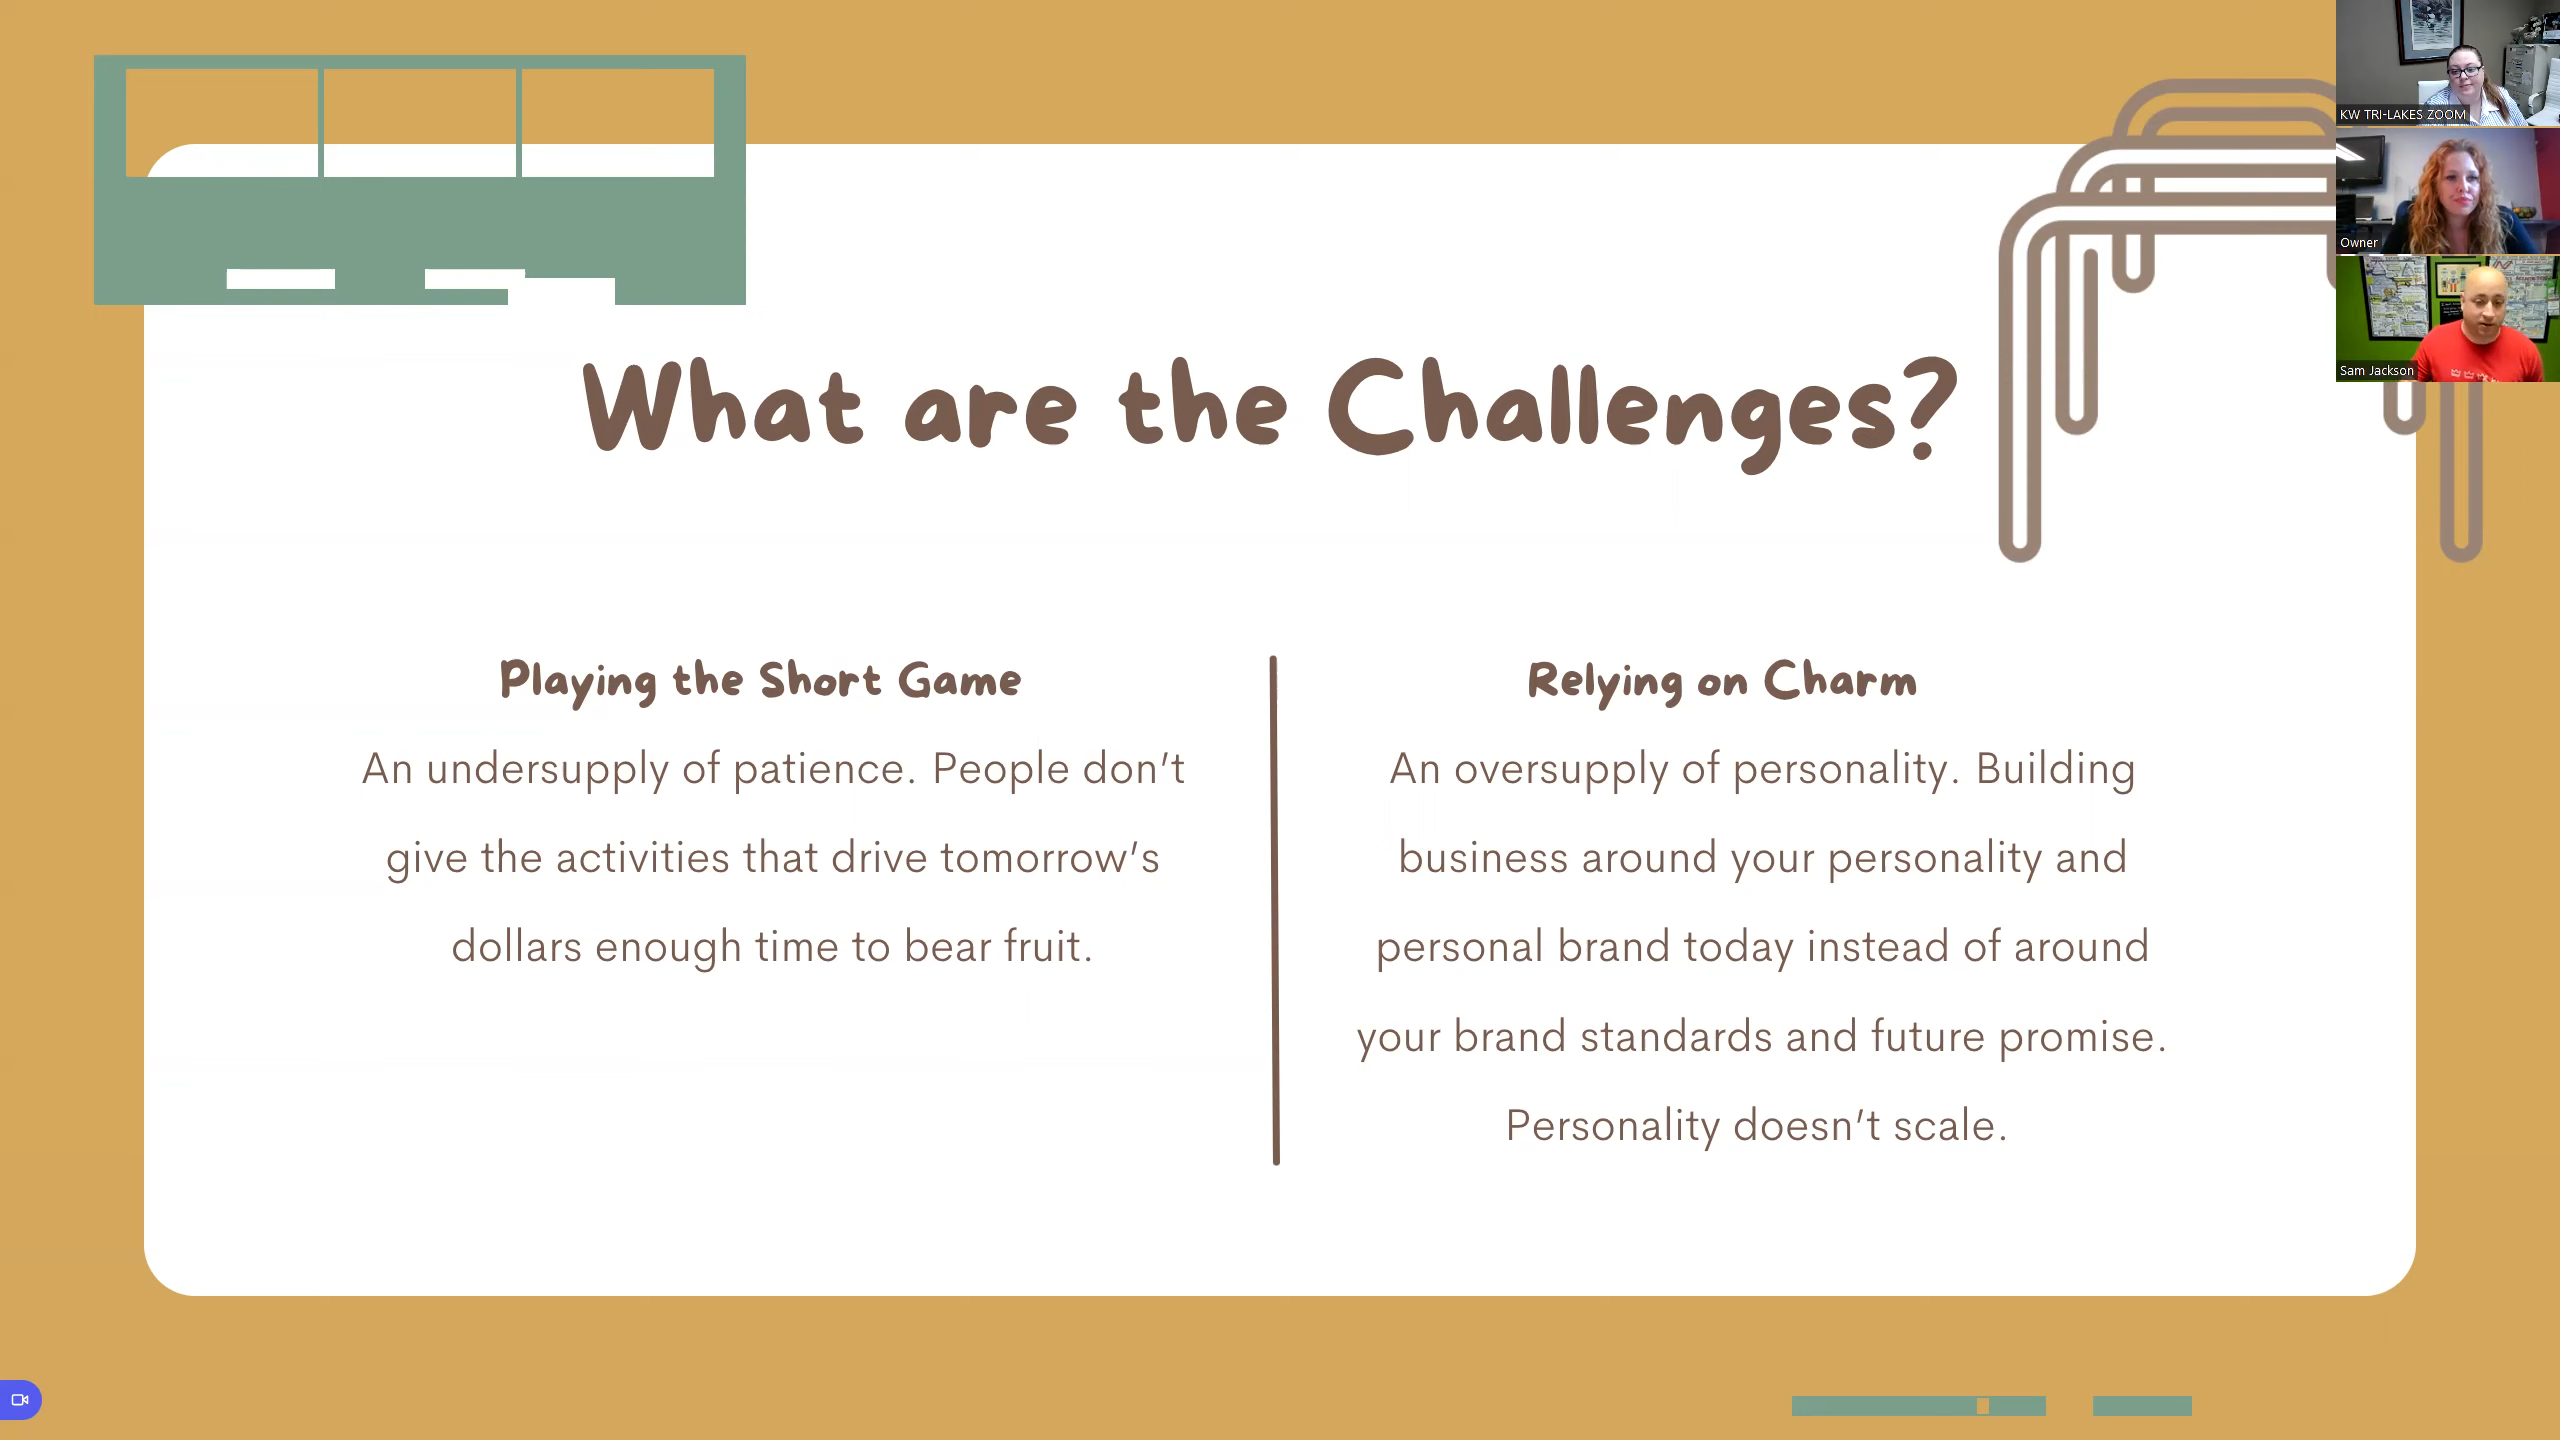 KW TRI-LAKES ZOOM
Owner
Sam Jackson
What are the Challenges?
Playing the Short Game
An undersupply of patience. People don't
give the activities that drive tomorrow's
dollars enough time to bear fruit.
Relying on Charm
An oversupply of personality. Building
business around your personality and
personal brand today instead of around
your brand standards and future promise.
Personality doesn't scale.